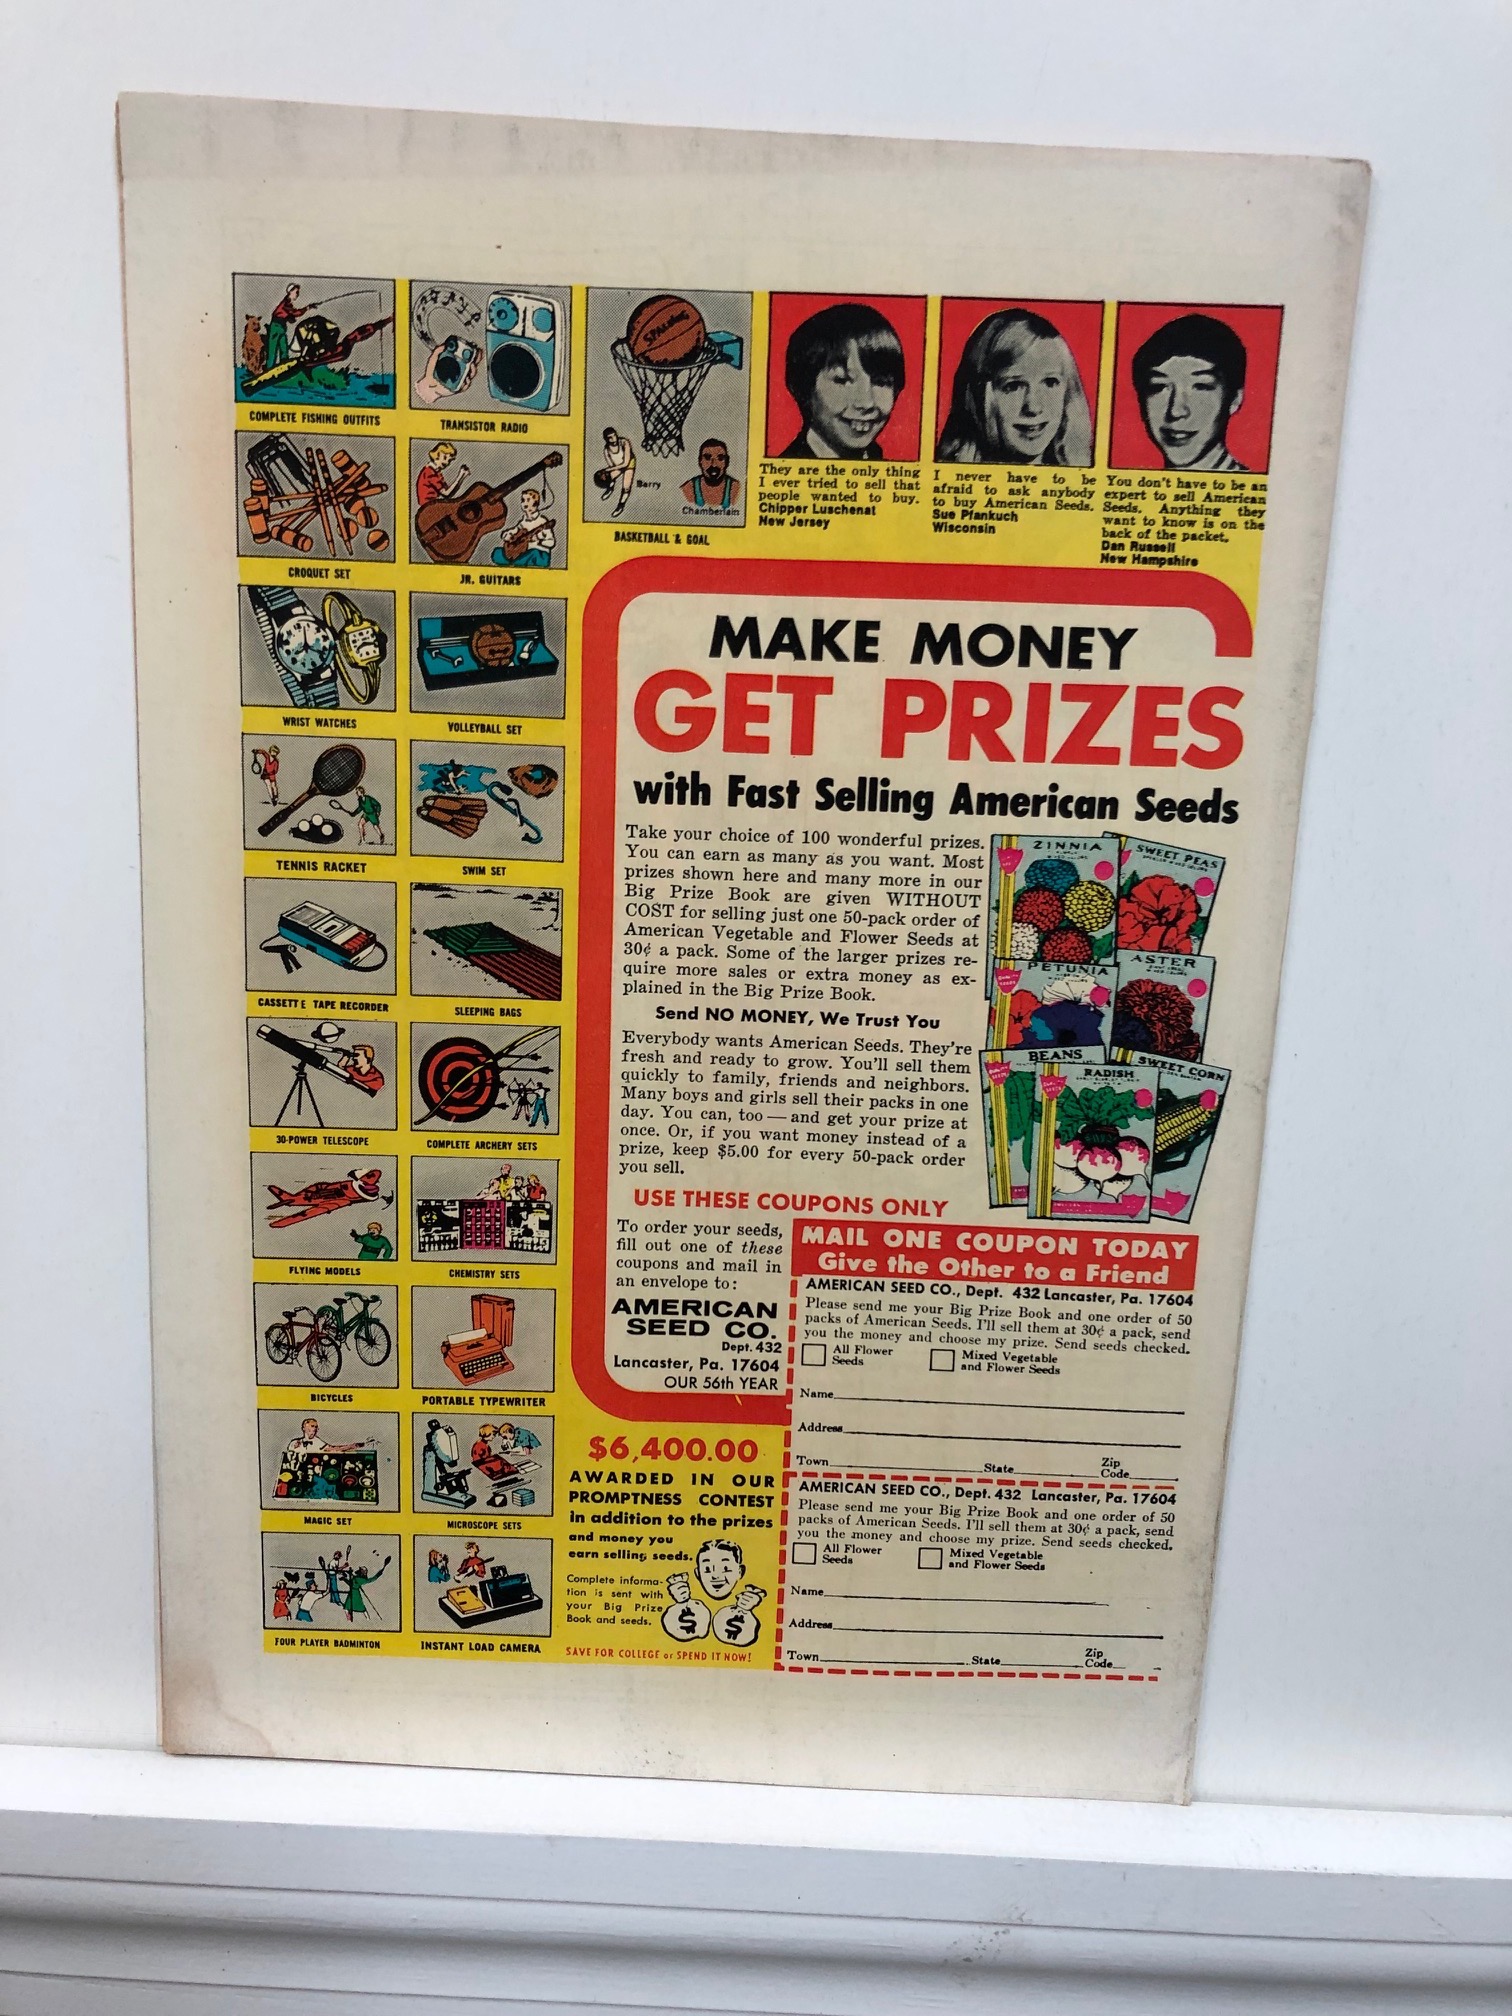 COMPLETE FISHING OUTFITS
TRANSISTOR RADIO
SPALDING
Barry
Chamberlain
BASKETBALL & GOAL
CROQUET SET
JR. GUITARS
WRIST WATCHES
VOLLEYBALL SET
TENNIS RACKET
SWIM SET
CASSETTE TAPE RECORDER
SLEEPING BAGS
30-POWER TELESCOPE
COMPLETE ARCHERY SETS
FLYING MODELS
CHEMISTRY SETS
BICYCLES
PORTABLE TYPEWRITER
MAGIC SET
MICROSCOPE SETS
FOUR PLAYER BADMINTON
INSTANT LOAD CAMERA
They are the only thing
I ever tried to sell that
people wanted to buy.
Chipper Luschenat
New Jersey
I never have to be
afraid to ask anybody
to buy American Seeds.
Sue Pfankuch
Wisconsin
You don't have to be an
expert to sell American
Seeds. Anything they
want to know is on the
back of the packet.
Dan Russell
New Hampshire
MAKE MONEY
GET PRIZES
with Fast Selling American Seeds
Take your choice of 100 wonderful prizes.
You can earn as many as you want. Most
prizes shown here and many more in our
Big Prize Book are given WITHOUT
COST for selling just one 50-pack order of
American Vegetable and Flower Seeds at
30¢ a pack. Some of the larger prizes re-
quire more sales or extra money as ex-
plained in the Big Prize Book.
Send NO MONEY, We Trust You
Everybody wants American Seeds. They're
fresh and ready to grow. You'll sell them
quickly to family, friends and neighbors.
Many boys and girls sell their packs in one
day. You can, too — and get your prize at
once. Or, if you want money instead of a
prize, keep $5.00 for every 50-pack order
you sell.
ZINNIA
SWEET PEAS
PETUNIA
ASTER
BEANS
RADISH
SWEET CORN
USE THESE COUPONS ONLY
To order your seeds,
fill out one of these
coupons and mail in
an envelope to:
AMERICAN
SEED CO.
Dept. 432
Lancaster, Pa. 17604
OUR 56th YEAR
MAIL ONE COUPON TODAY
Give the Other to a Friend
AMERICAN SEED CO., Dept. 432 Lancaster, Pa. 17604
Please send me your Big Prize Book and one order of 50
packs of American Seeds. I'll sell them at 30¢ a pack, send
you the money and choose my prize. Send seeds checked.
All Flower
Seeds
Mixed Vegetable
and Flower Seeds
Name
Address
Town State Zip Code
AMERICAN SEED CO., Dept. 432 Lancaster, Pa. 17604
Please send me your Big Prize Book and one order of 50
packs of American Seeds. I'll sell them at 30¢ a pack, send
you the money and choose my prize. Send seeds checked.
All Flower
Seeds
Mixed Vegetable
and Flower Seeds
Name
Address
Town State Zip Code
$6,400.00
AWARDED IN OUR
PROMPTNESS CONTEST
in addition to the prizes
and money you
earn selling seeds.
Complete informa-
tion is sent with
your Big Prize
Book and seeds.
$ $
SAVE FOR COLLEGE or SPEND IT NOW!